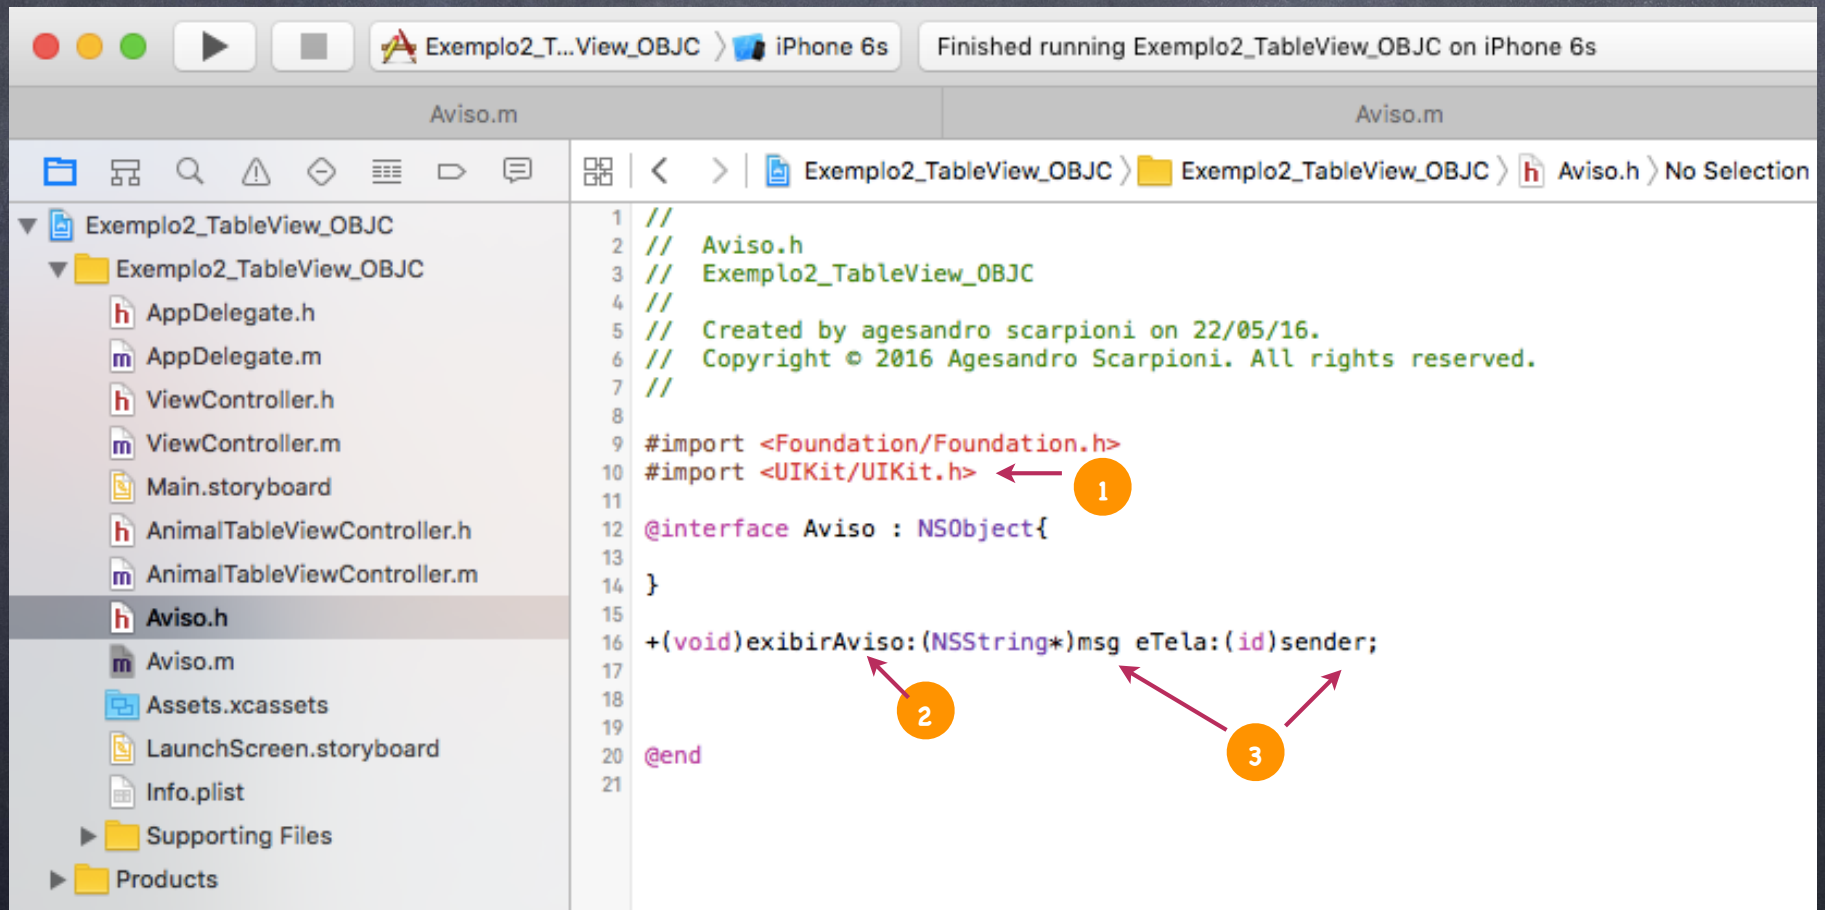 Exemplo2_T...View_OBJC 〉 iPhone 6s
Finished running Exemplo2_TableView_OBJC on iPhone 6s
Aviso.m
Aviso.m
Exemplo2_TableView_OBJC 〉 Exemplo2_TableView_OBJC 〉 h Aviso.h 〉 No Selection
Exemplo2_TableView_OBJC
Exemplo2_TableView_OBJC
h AppDelegate.h
m AppDelegate.m
h ViewController.h
m ViewController.m
Main.storyboard
h AnimalTableViewController.h
m AnimalTableViewController.m
h Aviso.h
m Aviso.m
Assets.xcassets
LaunchScreen.storyboard
Info.plist
Supporting Files
Products
1 //
2 //  Aviso.h
3 //  Exemplo2_TableView_OBJC
4 //
5 //  Created by agesandro scarpioni on 22/05/16.
6 //  Copyright © 2016 Agesandro Scarpioni. All rights reserved.
7 //
8
9 #import <Foundation/Foundation.h>
10 #import <UIKit/UIKit.h>
1
11
12 @interface Aviso : NSObject{
13
14 }
15
16 +(void)exibirAviso:(NSString*)msg eTela:(id)sender;
17
18
2
19
3
20 @end
21